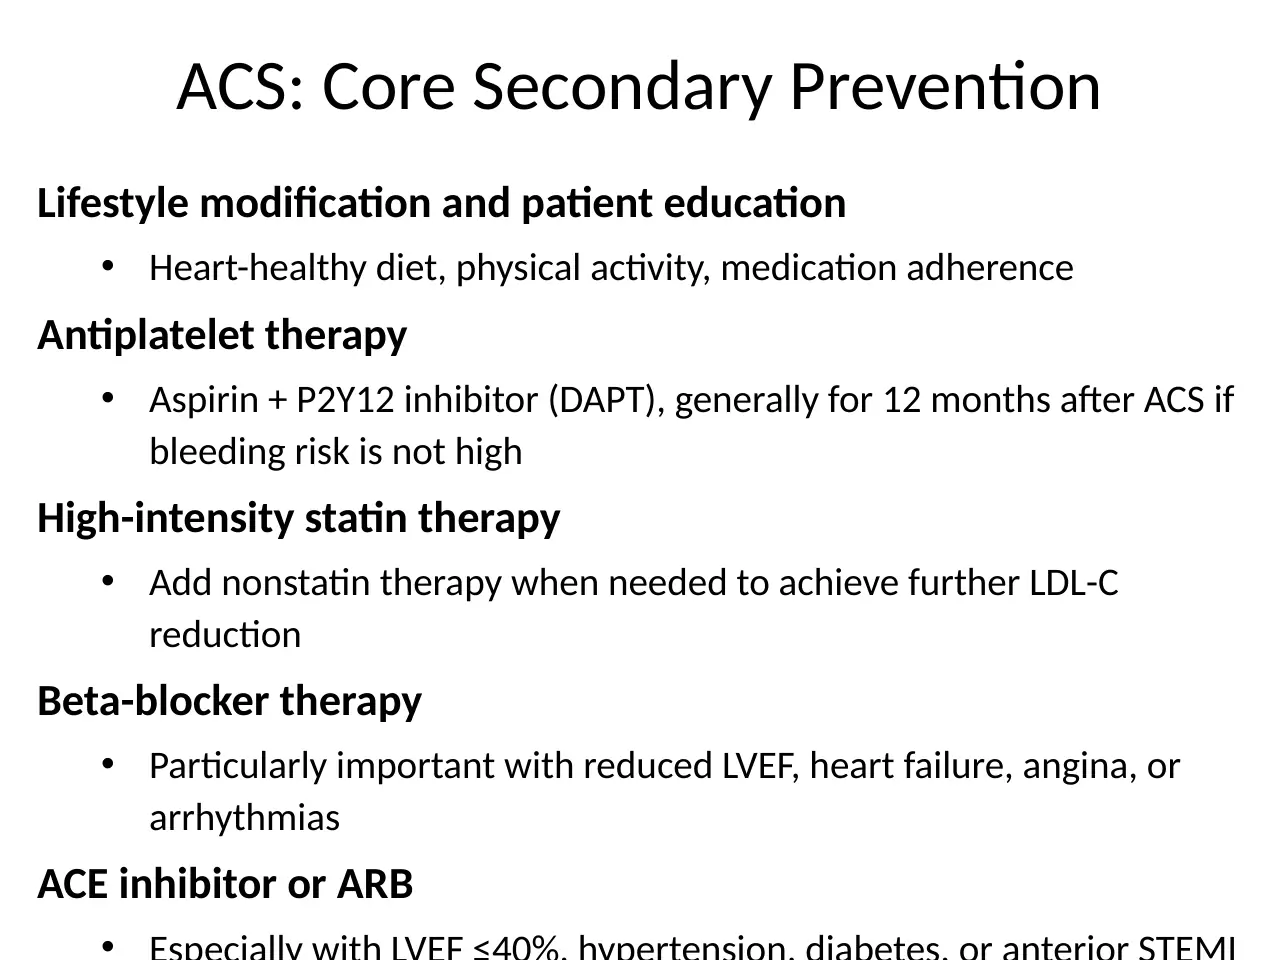 ACS: Core Secondary Prevention
Lifestyle modification and patient education
• Heart-healthy diet, physical activity, medication adherence
Antiplatelet therapy
• Aspirin + P2Y12 inhibitor (DAPT), generally for 12 months after ACS if
bleeding risk is not high
High-intensity statin therapy
• Add nonstatin therapy when needed to achieve further LDL-C
reduction
Beta-blocker therapy
• Particularly important with reduced LVEF, heart failure, angina, or
arrhythmias
ACE inhibitor or ARB
• Especially with LVEF ≤40%, hypertension, diabetes, or anterior STEMI